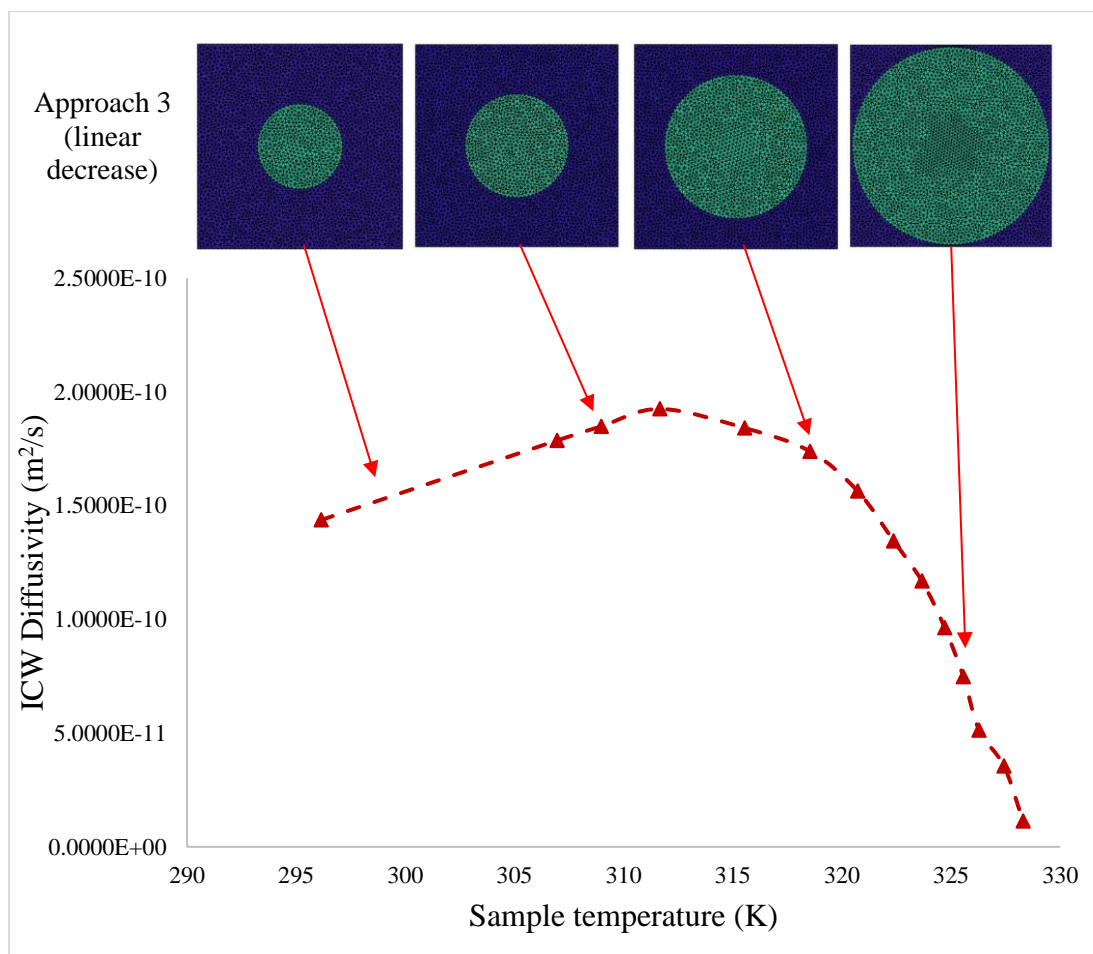 Approach 3
(linear
decrease)
2.5000E-10
2.0000E-10
1.5000E-10
1.0000E-10
5.0000E-11
0.0000E+00
ICW Diffusivity (m²/s)
290 295 300 305 310 315 320 325 330
Sample temperature (K)